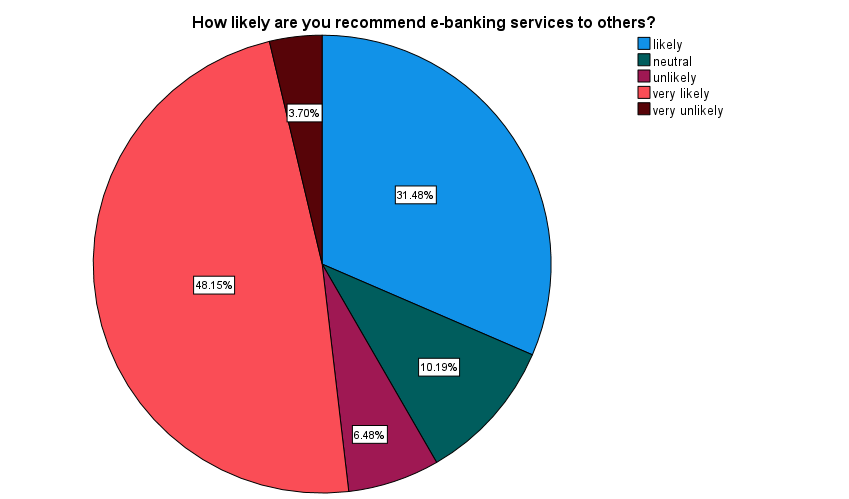 How likely are you recommend e-banking services to others?
likely
neutral
unlikely
very likely
very unlikely
3.70%
31.48%
48.15%
10.19%
6.48%